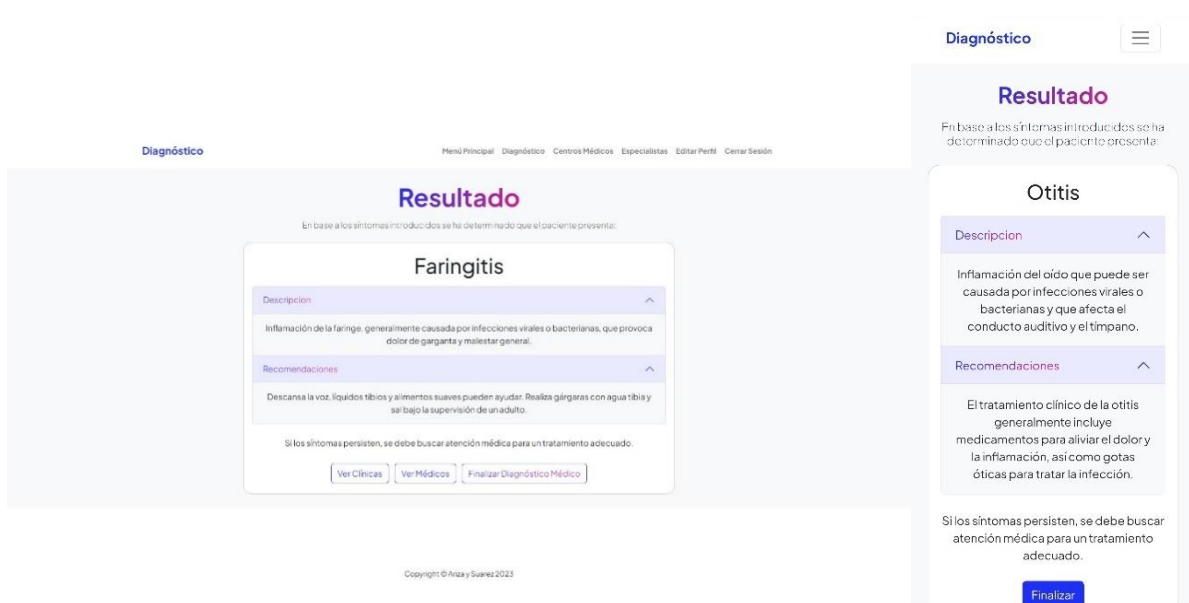 Diagnóstico
Menú Principal Diagnóstico Centros Médicos Especialistas Editar Perfil Cerrar Sesión
Resultado
En base a los síntomas introducidos se ha determinado que el paciente presenta:
Faringitis
Descripcion
Inflamación de la faringe, generalmente causada por infecciones virales o bacterianas, que provoca
dolor de garganta y malestar general.
Recomendaciones
Descansa la voz, líquidos tibios y alimentos suaves pueden ayudar. Realiza gárgaras con agua tibia y
sal bajo la supervisión de un adulto.
Si los síntomas persisten, se debe buscar atención médica para un tratamiento adecuado.
Ver Clínicas Ver Médicos Finalizar Diagnóstico Médico
Copyright © Ariza y Suarez 2023
Diagnóstico
Resultado
En base a los síntomas introducidos se ha
determinado que el paciente presenta:
Otitis
Descripcion
Inflamación del oído que puede ser
causada por infecciones virales o
bacterianas y que afecta el
conducto auditivo y el tímpano.
Recomendaciones
El tratamiento clínico de la otitis
generalmente incluye
medicamentos para aliviar el dolor y
la inflamación, así como gotas
óticas para tratar la infección.
Si los síntomas persisten, se debe buscar
atención médica para un tratamiento
adecuado.
Finalizar